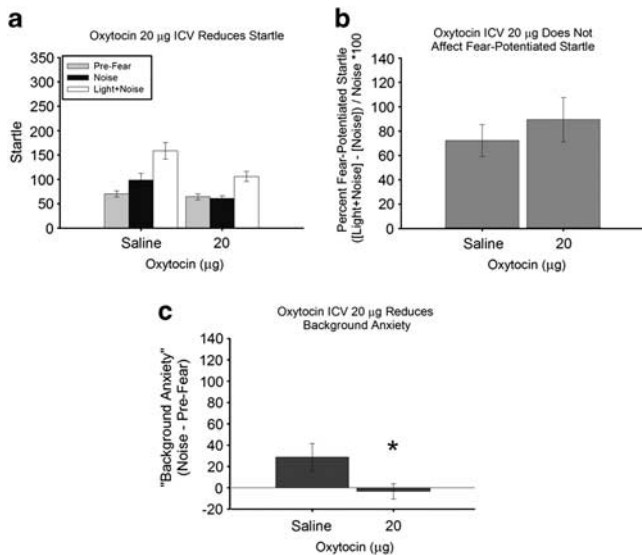 a
Oxytocin 20 µg ICV Reduces Startle
Pre-Fear
Noise
Light+Noise
350
300
250
200
150
100
50
0
Startle
Saline
20
Oxytocin (µg)
b
Oxytocin ICV 20 µg Does Not
Affect Fear-Potentiated Startle
140
120
100
80
60
40
20
0
Percent Fear-Potentiated Startle
([Light+Noise] - [Noise]) / Noise *100
Saline
20
Oxytocin (µg)
c
Oxytocin ICV 20 µg Reduces
Background Anxiety
140
120
100
80
60
40
20
0
-20
"Background Anxiety"
(Noise - Pre-Fear)
*
Saline
20
Oxytocin (µg)